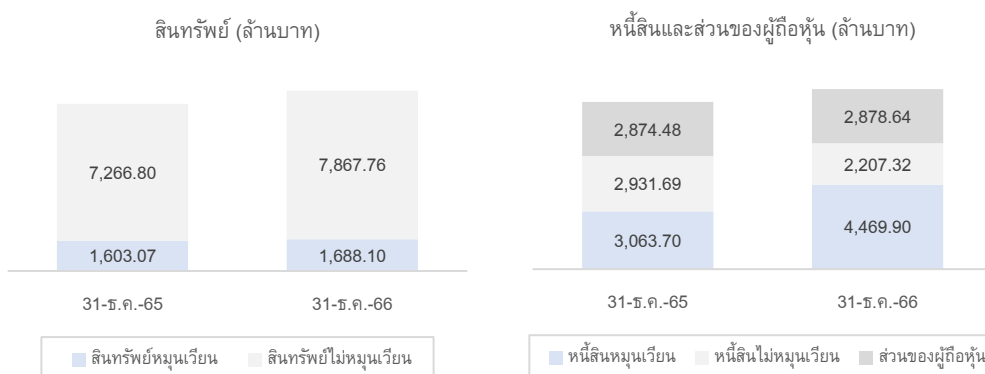 สินทรัพย์ (ล้านบาท)
7,266.80
7,867.76
1,603.07
1,688.10
31-ธ.ค.-65
31-ธ.ค.-66
สินทรัพย์หมุนเวียน
สินทรัพย์ไม่หมุนเวียน
หนี้สินและส่วนของผู้ถือหุ้น (ล้านบาท)
2,874.48
2,878.64
2,931.69
2,207.32
3,063.70
4,469.90
31-ธ.ค.-65
31-ธ.ค.-66
หนี้สินหมุนเวียน
หนี้สินไม่หมุนเวียน
ส่วนของผู้ถือหุ้น